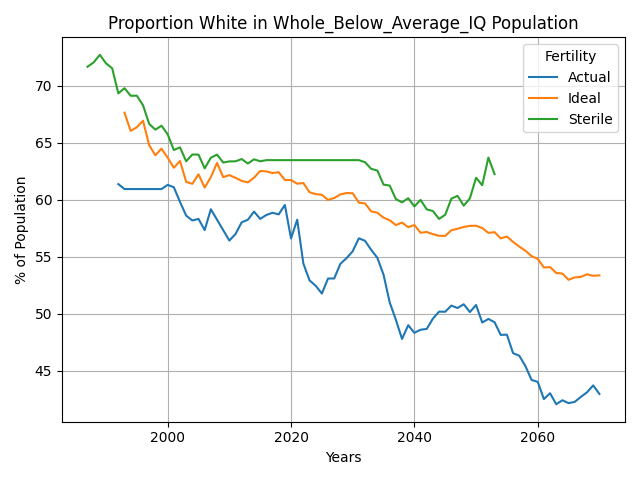 Proportion White in Whole_Below_Average_IQ Population
Fertility
Actual
Ideal
Sterile
% of Population
70
65
60
55
50
45
2000
2020
2040
2060
Years